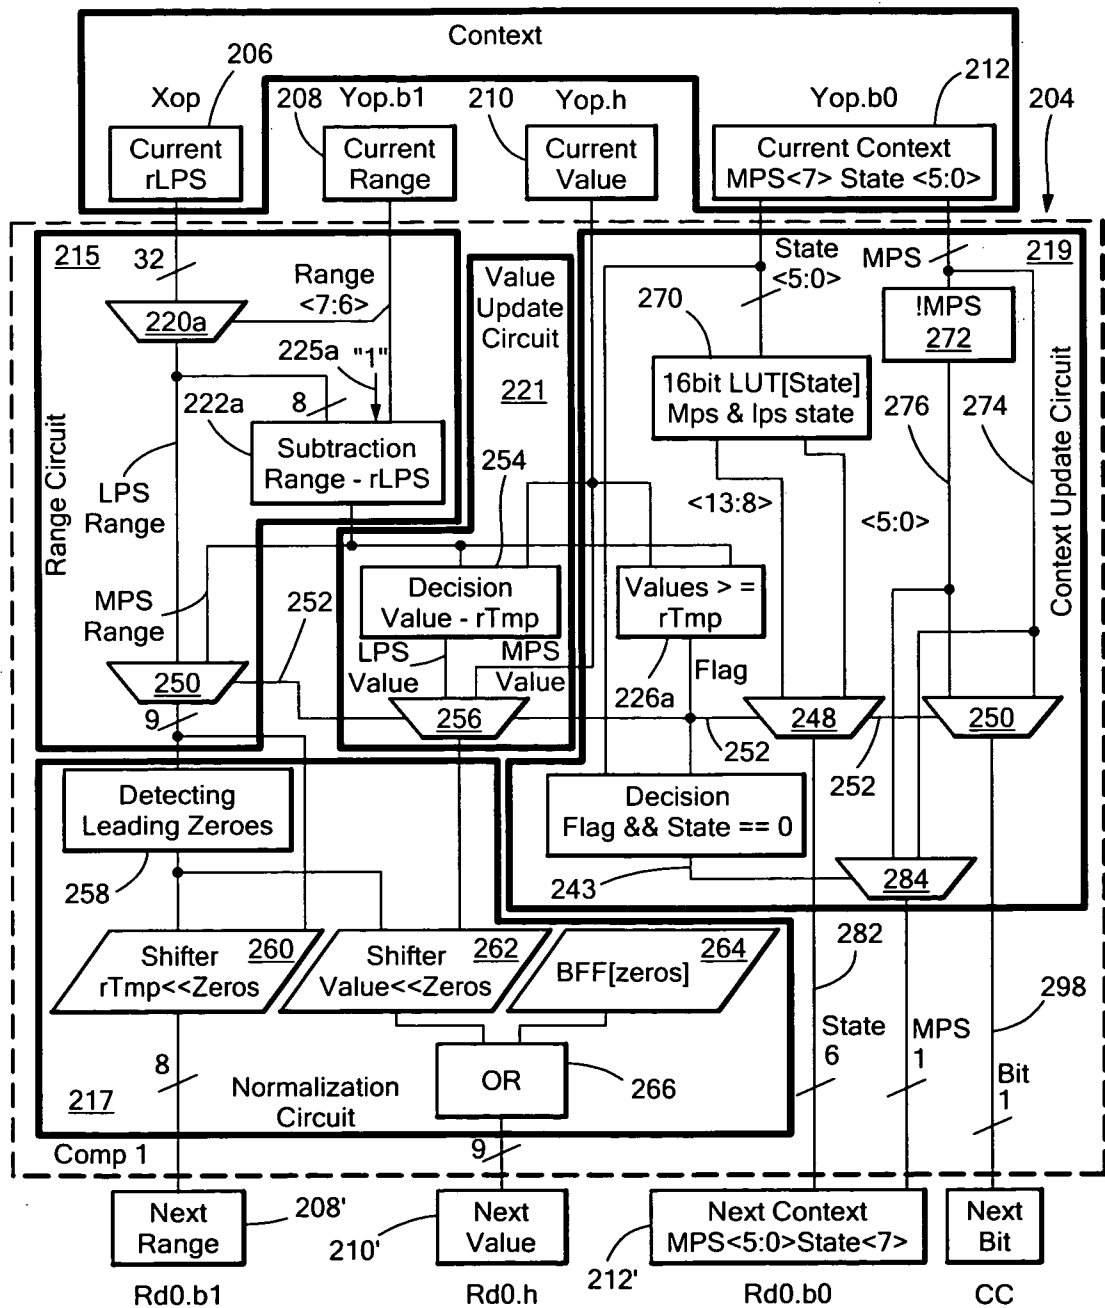 Context
206
212
Xop
208
Yop.b1
210
Yop.h
Yop.b0
204
Current
rLPS
Current
Range
Current
Value
Current Context
MPS<7> State <5:0>
215
32
Range
<7:6>
Value
Update
Circuit
State
<5:0>
MPS
219
220a
270
!MPS
272
225a
"1"
221
16bit LUT[State]
Mps & lps state
222a
8
276
274
Subtraction
Range - rLPS
254
Range Circuit
LPS
Range
<13:8>
<5:0>
Context Update Circuit
MPS
Range
252
Decision
Value - rTmp
Values > =
rTmp
LPS
Value
MPS
Value
226a
Flag
250
256
248
250
9
252
252
Detecting
Leading Zeroes
Decision
Flag && State == 0
258
243
284
Shifter
rTmp<<Zeros
260
Shifter
Value<<Zeros
262
BFF[zeros]
264
282
298
State
6
MPS
1
8
OR
266
Bit
1
217
Normalization
Circuit
Comp 1
9
Next
Range
208'
Next
Value
210'
Next Context
MPS<5:0>State<7>
212'
Next
Bit
Rd0.b1
Rd0.h
Rd0.b0
CC